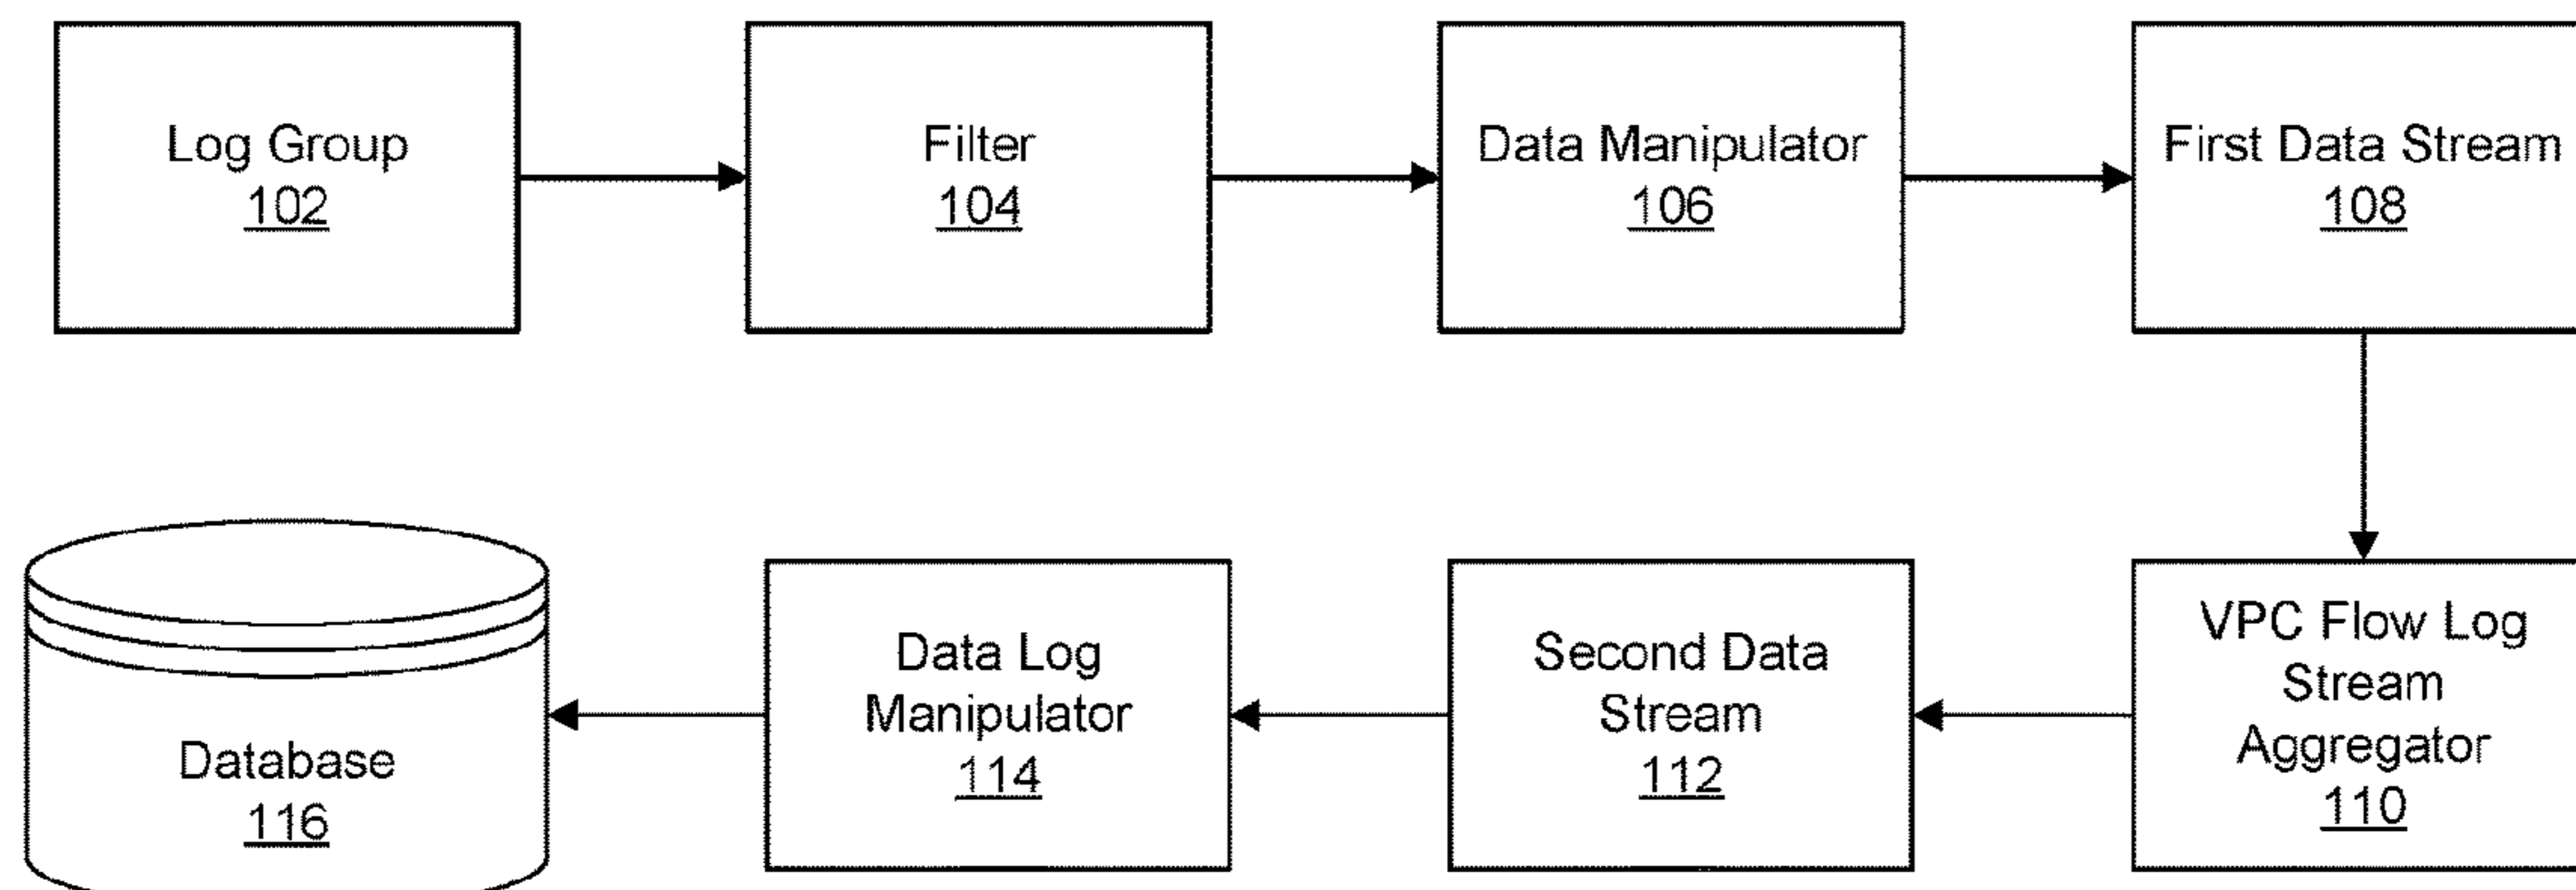 Log Group
102
Filter
104
Data Manipulator
106
First Data Stream
108
Database
116
Data Log
Manipulator
114
Second Data
Stream
112
VPC Flow Log
Stream
Aggregator
110